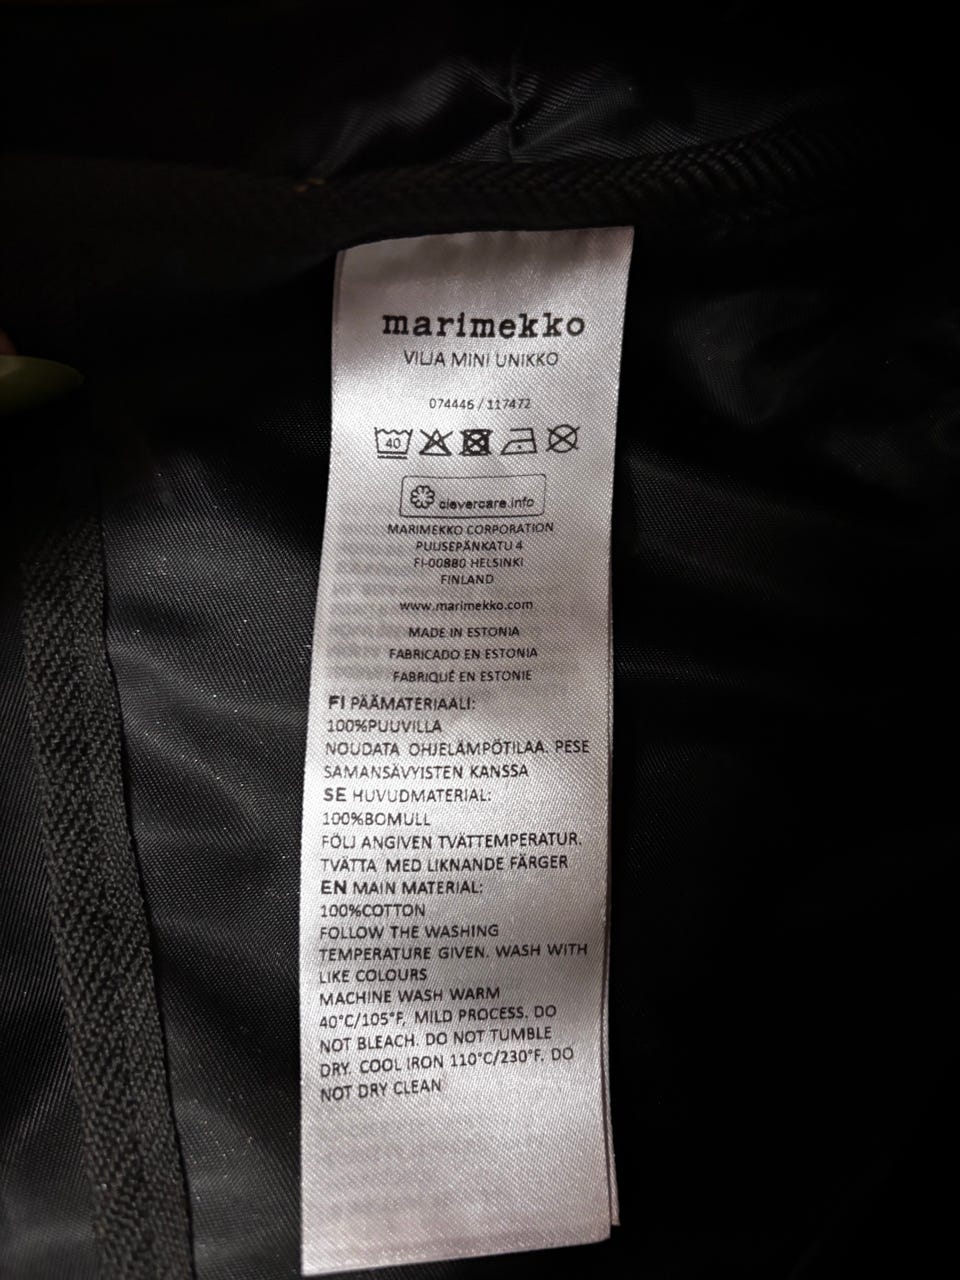 marimekko
VILJA MINI UNIKKO
074446 / 117472
40
clevercare.info
MARIMEKKO CORPORATION
PUUSEPÄNKATU 4
FI-00880 HELSINKI
FINLAND
www.marimekko.com
MADE IN ESTONIA
FABRICADO EN ESTONIA
FABRIQUÉ EN ESTONIE
FI PÄÄMATERIAALI:
100%PUUVILLA
NOUDATA OHJELÄMPÖTILAA. PESE
SAMANSÄVYISTEN KANSSA
SE HUVUDMATERIAL:
100%BOMULL
FÖLJ ANGIVEN TVÄTTEMPERATUR.
TVÄTTA MED LIKNANDE FÄRGER
EN MAIN MATERIAL:
100%COTTON
FOLLOW THE WASHING
TEMPERATURE GIVEN. WASH WITH
LIKE COLOURS
MACHINE WASH WARM
40°C/105°F, MILD PROCESS. DO
NOT BLEACH. DO NOT TUMBLE
DRY. COOL IRON 110°C/230°F. DO
NOT DRY CLEAN